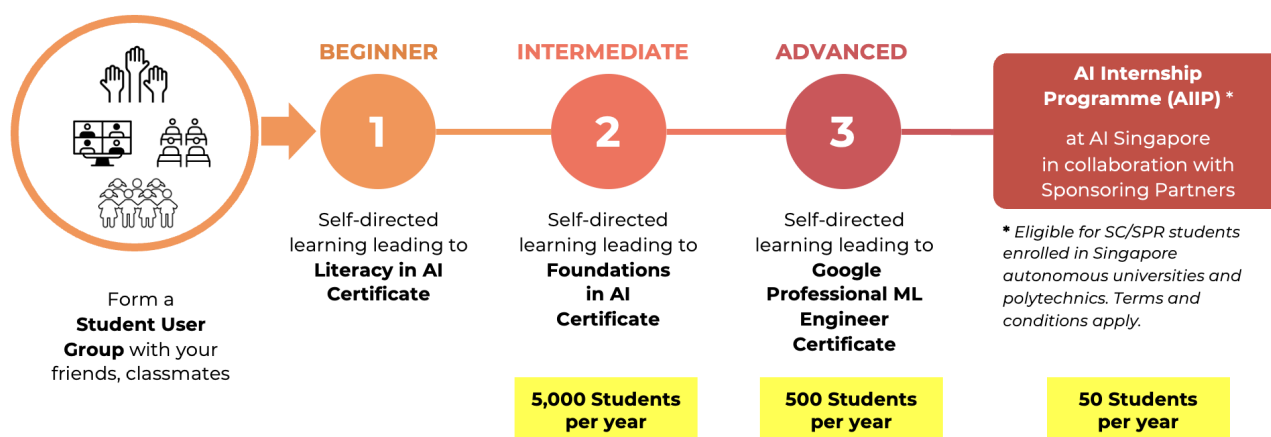 BEGINNER
INTERMEDIATE
ADVANCED
1
2
3
AI Internship
Programme (AIIP) *
at AI Singapore
in collaboration with
Sponsoring Partners
Form a
Student User
Group with your
friends, classmates
Self-directed
learning leading to
Literacy in AI
Certificate
Self-directed
learning leading to
Foundations
in AI
Certificate
Self-directed
learning leading to
Google
Professional ML
Engineer
Certificate
* Eligible for SC/SPR students
enrolled in Singapore
autonomous universities and
polytechnics. Terms and
conditions apply.
5,000 Students
per year
500 Students
per year
50 Students
per year